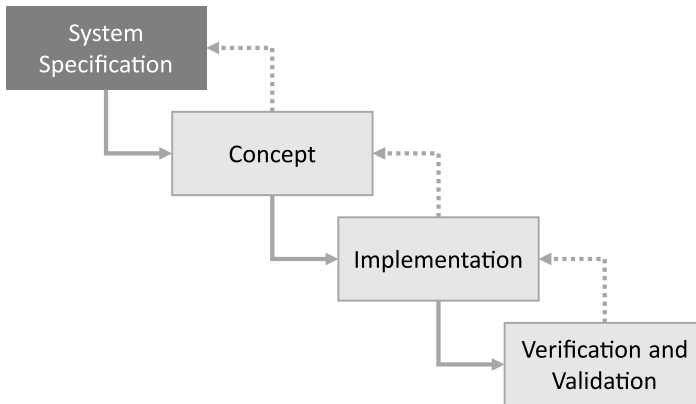 System
Specification
Concept
Implementation
Verification and
Validation